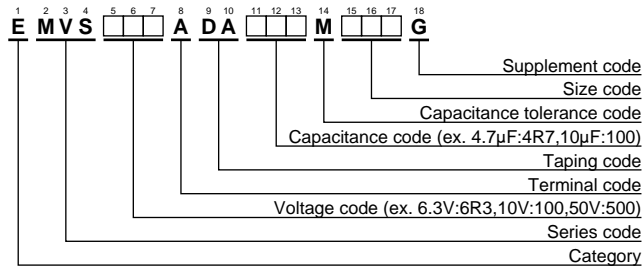 1 2 3 4 5 6 7 8 9 10 11 12 13 14 15 16 17 18
E M V S A D A M G
Supplement code
Size code
Capacitance tolerance code
Capacitance code (ex. 4.7µF:4R7,10µF:100)
Taping code
Terminal code
Voltage code (ex. 6.3V:6R3,10V:100,50V:500)
Series code
Category